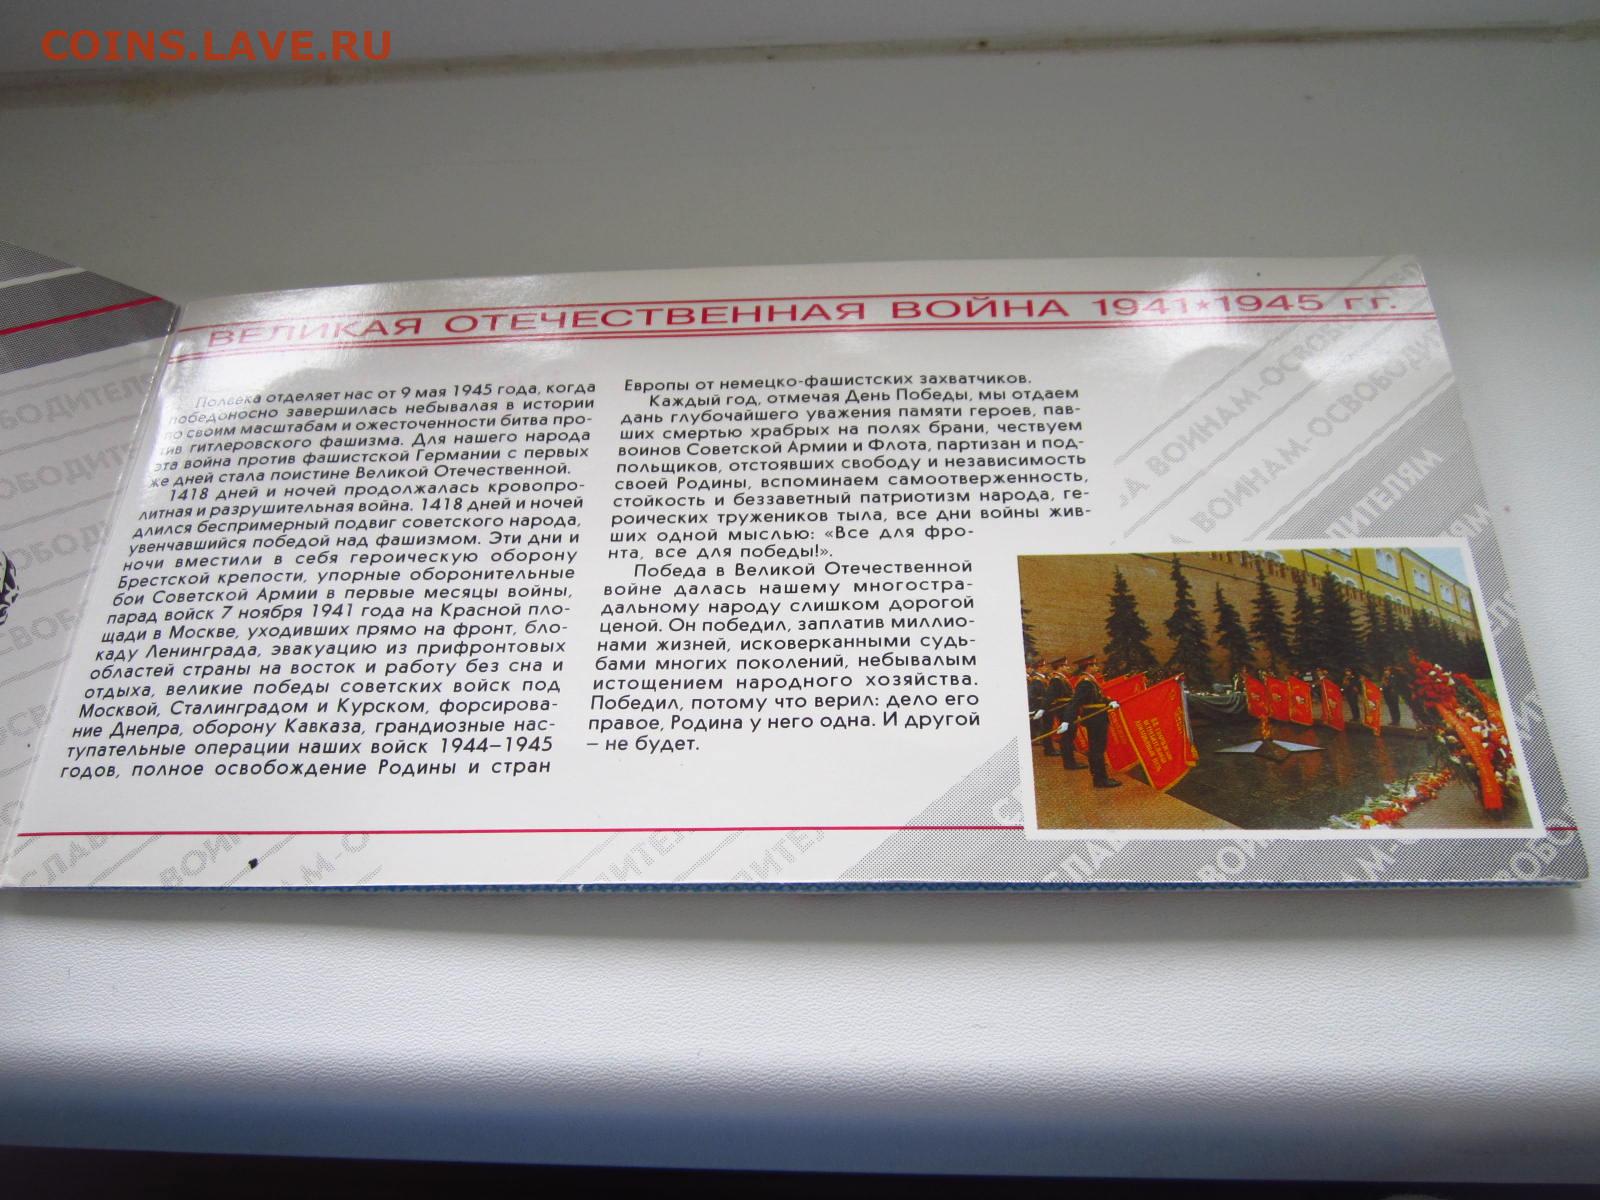 COINS.LAVE.RU
ВЕЛИКАЯ ОТЕЧЕСТВЕННАЯ ВОЙНА 1941★1945 г.г.
Полвека отделяет нас от 9 мая 1945 года, когда
победоносно завершилась небывалая в истории
по своим масштабам и ожесточенности битва про-
тив гитлеровского фашизма. Для нашего народа
эта война против фашистской Германии с первых
же дней стала поистине Великой Отечественной.
1418 дней и ночей продолжалась кровопро-
литная и разрушительная война. 1418 дней и ночей
длился беспримерный подвиг советского народа,
увенчавшийся победой над фашизмом. Эти дни и
ночи вместили в себя героическую оборону
Брестской крепости, упорные оборонительные
бои Советской Армии в первые месяцы войны,
парад войск 7 ноября 1941 года на Красной пло-
щади в Москве, уходивших прямо на фронт, бло-
каду Ленинграда, эвакуацию из прифронтовых
областей страны на восток и работу без сна и
отдыха, великие победы советских войск под
Москвой, Сталинградом и Курском, форсирова-
ние Днепра, оборону Кавказа, грандиозные нас-
тупательные операции наших войск 1944–1945
годов, полное освобождение Родины и стран
Европы от немецко-фашистских захватчиков.
Каждый год, отмечая День Победы, мы отдаем
дань глубочайшего уважения памяти героев, пав-
ших смертью храбрых на полях брани, чествуем
воинов Советской Армии и Флота, партизан и под-
польщиков, отстоявших свободу и независимость
своей Родины, вспоминаем самоотверженность,
стойкость и беззаветный патриотизм народа, ге-
роических тружеников тыла, все дни войны жив-
ших одной мыслью: «Все для фро-
нта, все для победы!».
Победа в Великой Отечественной
войне далась нашему многостра-
дальному народу слишком дорогой
ценой. Он победил, заплатив миллио-
нами жизней, исковерканными судь-
бами многих поколений, небывалым
истощением народного хозяйства.
Победил, потому что верил: дело его
правое, Родина у него одна. И другой
– не будет.